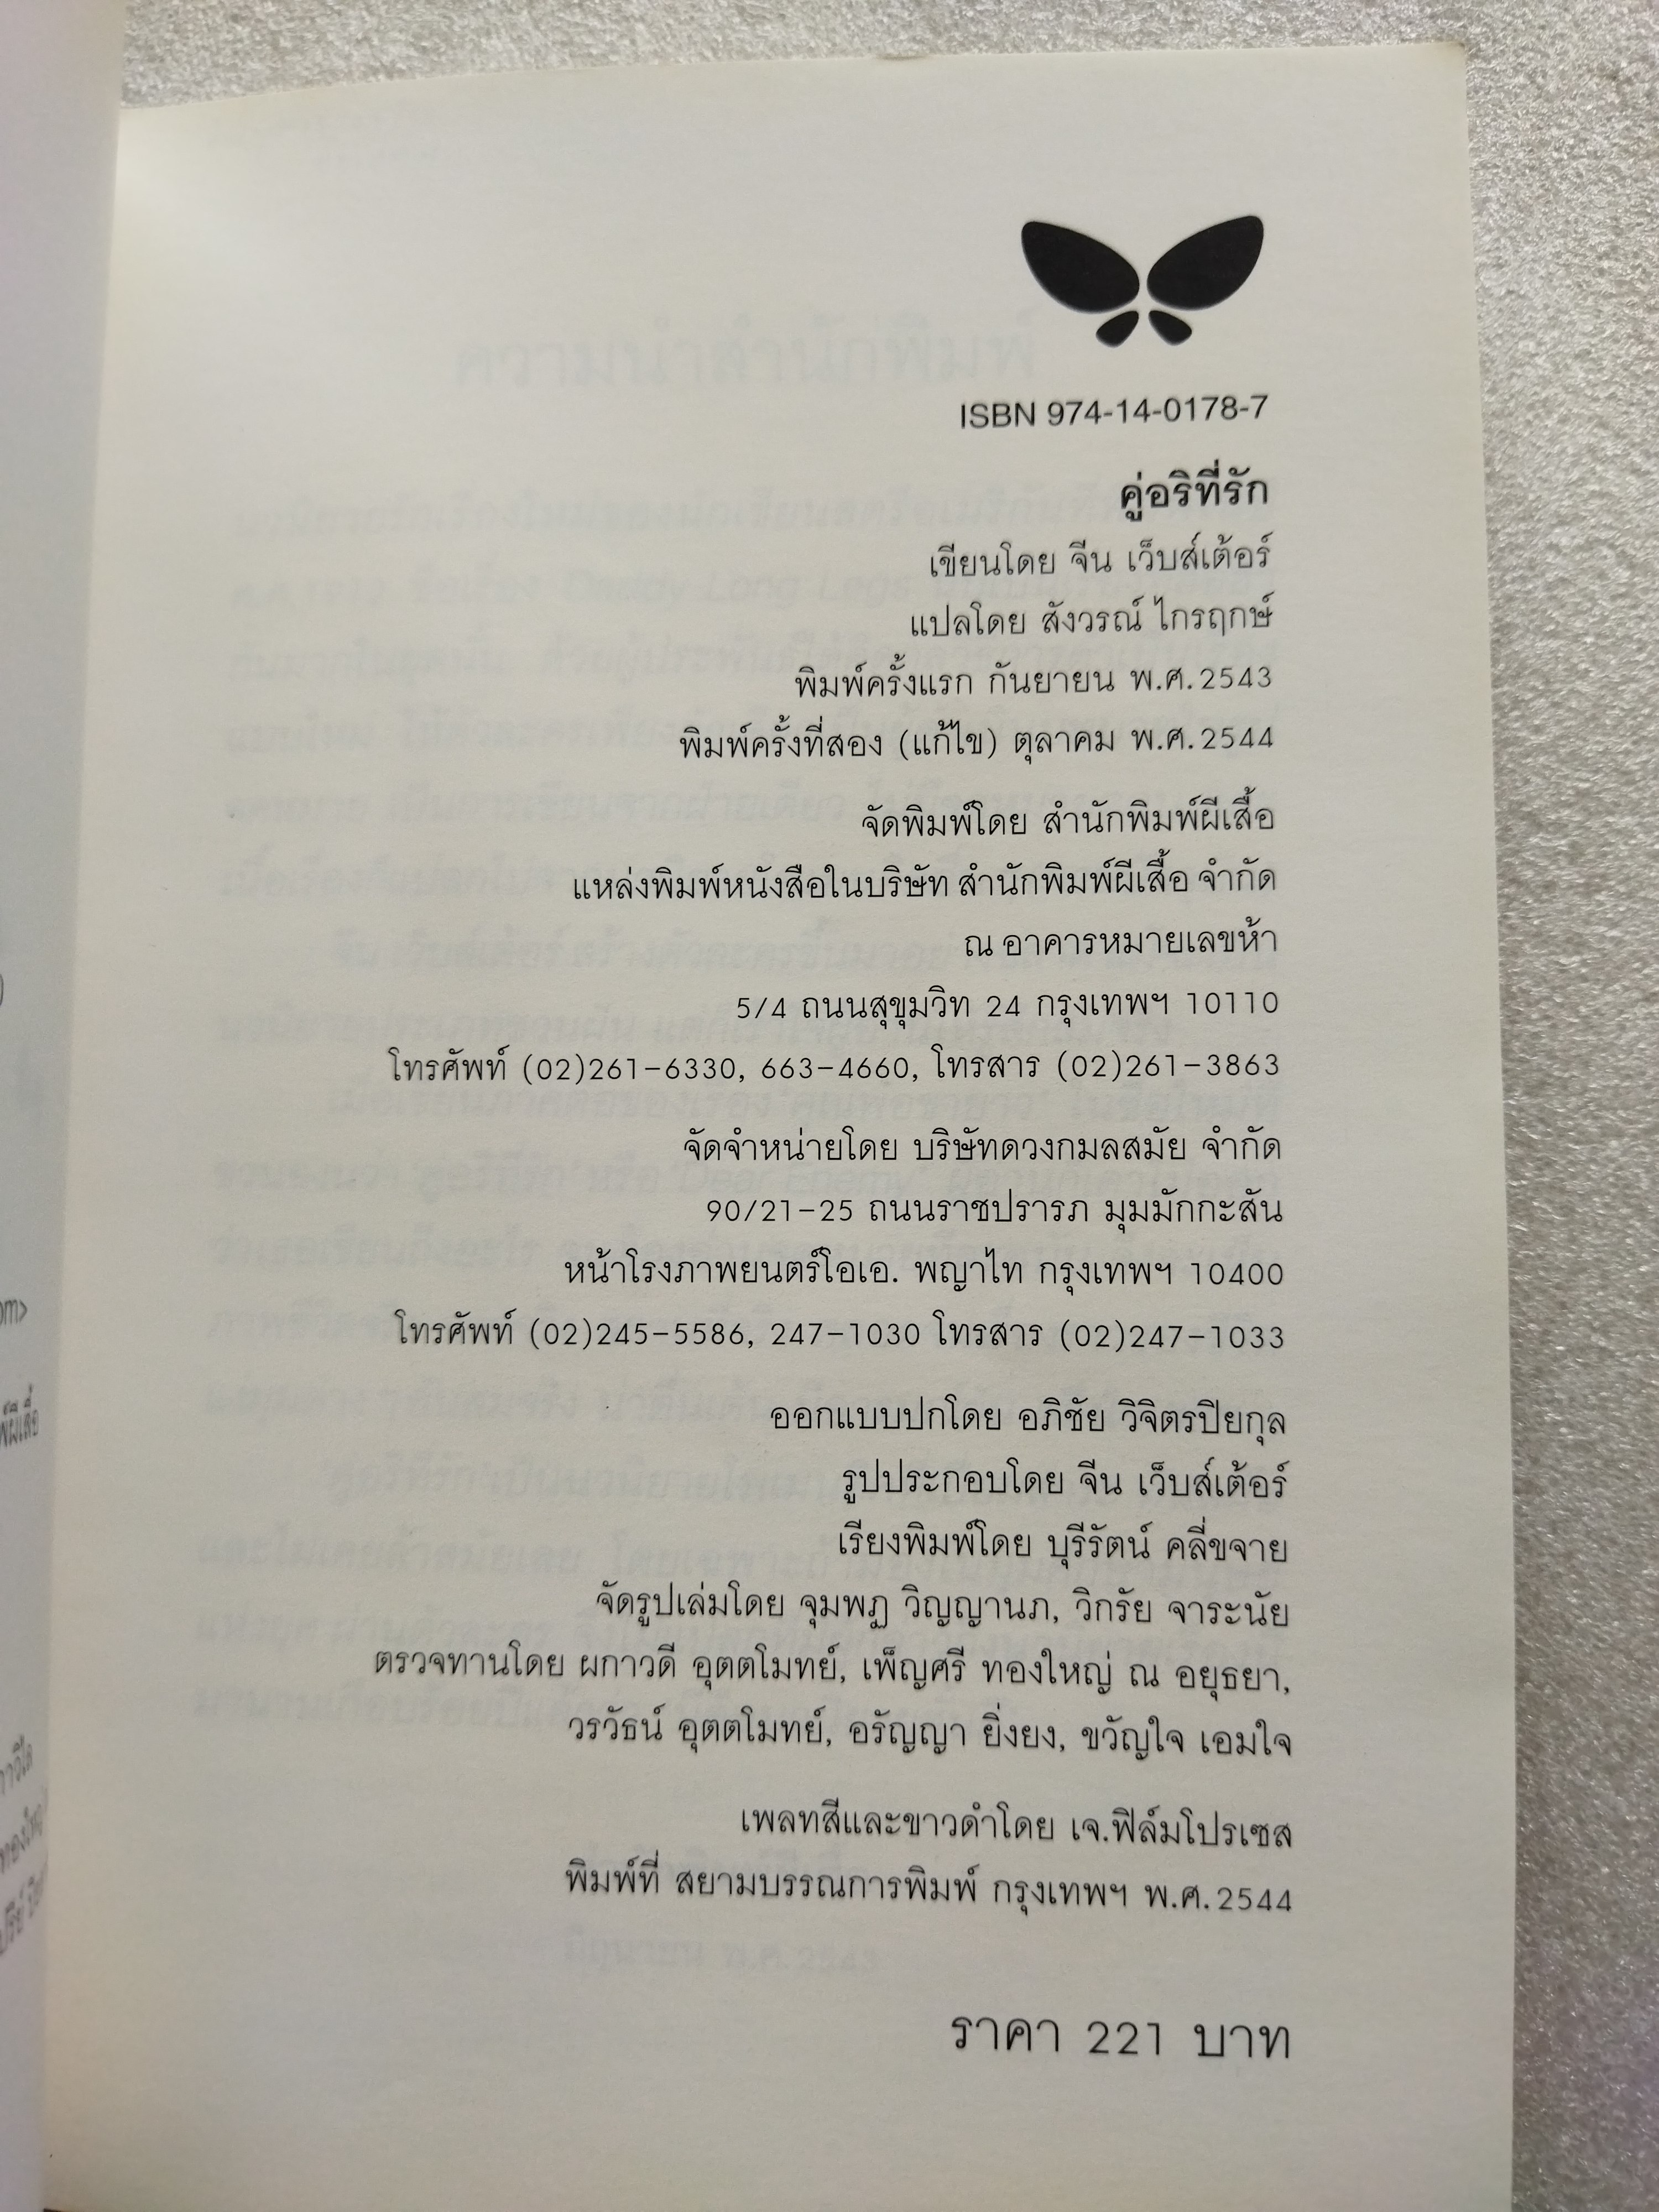 ISBN 974-14-0178-7
คู่อริที่รัก
เขียนโดย จีน เว็บส์เต้อร์
แปลโดย สังวรณ์ ไกรฤกษ์
พิมพ์ครั้งแรก กันยายน พ.ศ.2543
พิมพ์ครั้งที่สอง (แก้ไข) ตุลาคม พ.ศ.2544
จัดพิมพ์โดย สำนักพิมพ์ผีเสื้อ
แหล่งพิมพ์หนังสือในบริษัท สำนักพิมพ์ผีเสื้อ จำกัด
ณ อาคารหมายเลขห้า
5/4 ถนนสุขุมวิท 24 กรุงเทพฯ 10110
โทรศัพท์ (02)261-6330, 663-4660, โทรสาร (02)261-3863
จัดจำหน่ายโดย บริษัทดวงกมลสมัย จำกัด
90/21-25 ถนนราชปรารภ มุมมักกะสัน
หน้าโรงภาพยนตร์โอเอ. พญาไท กรุงเทพฯ 10400
โทรศัพท์ (02)245-5586, 247-1030 โทรสาร (02)247-1033
ออกแบบปกโดย อภิชัย วิจิตรปิยกุล
รูปประกอบโดย จีน เว็บส์เต้อร์
เรียงพิมพ์โดย บุรีรัตน์ คลี่ขจาย
จัดรูปเล่มโดย จุมพฏ วิญญานภ, วิกรัย จาระนัย
ตรวจทานโดย ผกาวดี อุตตโมทย์, เพ็ญศรี ทองใหญ่ ณ อยุธยา,
วรวัธน์ อุตตโมทย์, อรัญญา ยิ่งยง, ขวัญใจ เอมใจ
เพลทสีและขาวดำโดย เจ.ฟิล์มโปรเซส
พิมพ์ที่ สยามบรรณการพิมพ์ กรุงเทพฯ พ.ศ.2544
ราคา 221 บาท